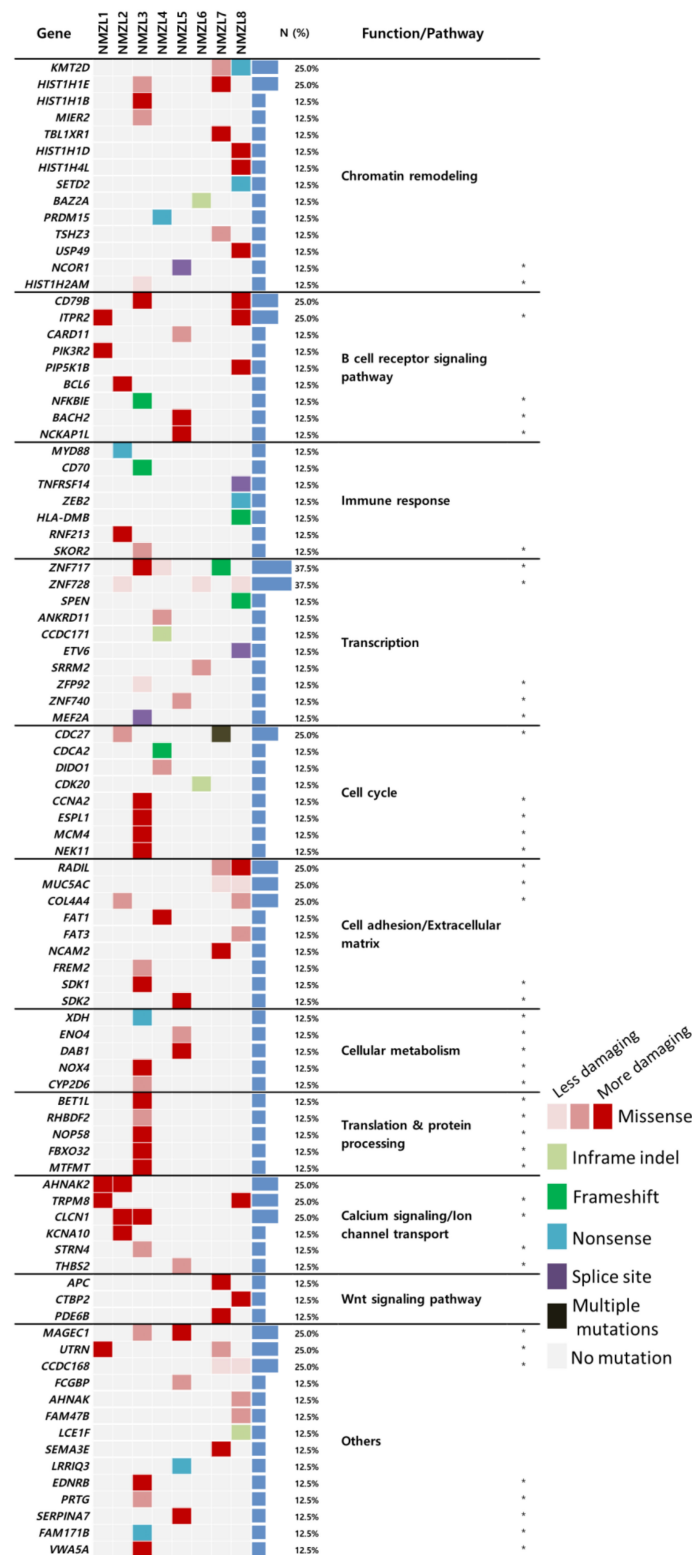 Gene NMZL1 NMZL2 NMZL3 NMZL4 NMZL5 NMZL6 NMZL7 NMZL8 N (%) Function/Pathway
KMT2D 25.0%
HIST1H1E 25.0%
HIST1H1B 12.5%
MIER2 12.5%
TBL1XR1 12.5%
HIST1H1D 12.5%
HIST1H4L 12.5%
Chromatin remodeling
SETD2 12.5%
BAZ2A 12.5%
PRDM15 12.5%
TSHZ3 12.5%
USP49 12.5%
NCOR1 12.5% *
HIST1H2AM 12.5% *
CD79B 25.0%
ITPR2 25.0% *
CARD11 12.5%
PIK3R2 12.5%
B cell receptor signaling
PIP5K1B 12.5%
pathway
BCL6 12.5%
NFKBIE 12.5% *
BACH2 12.5% *
NCKAP1L 12.5% *
MYD88 12.5%
CD70 12.5%
TNFRSF14 12.5%
ZEB2 12.5% Immune response
HLA-DMB 12.5%
RNF213 12.5%
SKOR2 12.5% *
ZNF717 37.5% *
ZNF728 37.5% *
SPEN 12.5%
ANKRD11 12.5%
CCDC171 12.5%
Transcription
ETV6 12.5%
SRRM2 12.5%
ZFP92 12.5% *
ZNF740 12.5% *
MEF2A 12.5% *
CDC27 25.0% *
CDCA2 12.5%
DIDO1 12.5%
CDK20 12.5%
Cell cycle
CCNA2 12.5% *
ESPL1 12.5% *
MCM4 12.5% *
NEK11 12.5% *
RADIL 25.0% *
MUC5AC 25.0% *
COL4A4 25.0% *
FAT1 12.5%
Cell adhesion/Extracellular
FAT3 12.5%
matrix
NCAM2 12.5%
FREM2 12.5%
SDK1 12.5% *
SDK2 12.5% *
XDH 12.5% *
ENO4 12.5% *
DAB1 12.5% Cellular metabolism *
NOX4 12.5% *
CYP2D6 12.5% *
BET1L 12.5% *
RHBDF2 12.5% *
Translation & protein
NOP58 12.5% *
processing
FBXO32 12.5% *
MTFMT 12.5% *
AHNAK2 25.0%
TRPM8 25.0% *
CLCN1 25.0% *
Calcium signaling/Ion
channel transport
KCNA10 12.5%
STRN4 12.5% *
THBS2 12.5% *
APC 12.5%
CTBP2 12.5% Wnt signaling pathway
PDE6B 12.5%
MAGEC1 25.0% *
UTRN 25.0% *
CCDC168 25.0% *
FCGBP 12.5%
AHNAK 12.5%
FAM47B 12.5%
LCE1F 12.5%
Others
SEMA3E 12.5%
LRRIQ3 12.5%
EDNRB 12.5% *
PRTG 12.5% *
SERPINA7 12.5% *
FAM171B 12.5% *
VWA5A 12.5% *
Less damaging
More damaging
Missense
Inframe indel
Frameshift
Nonsense
Splice site
Multiple
mutations
No mutation